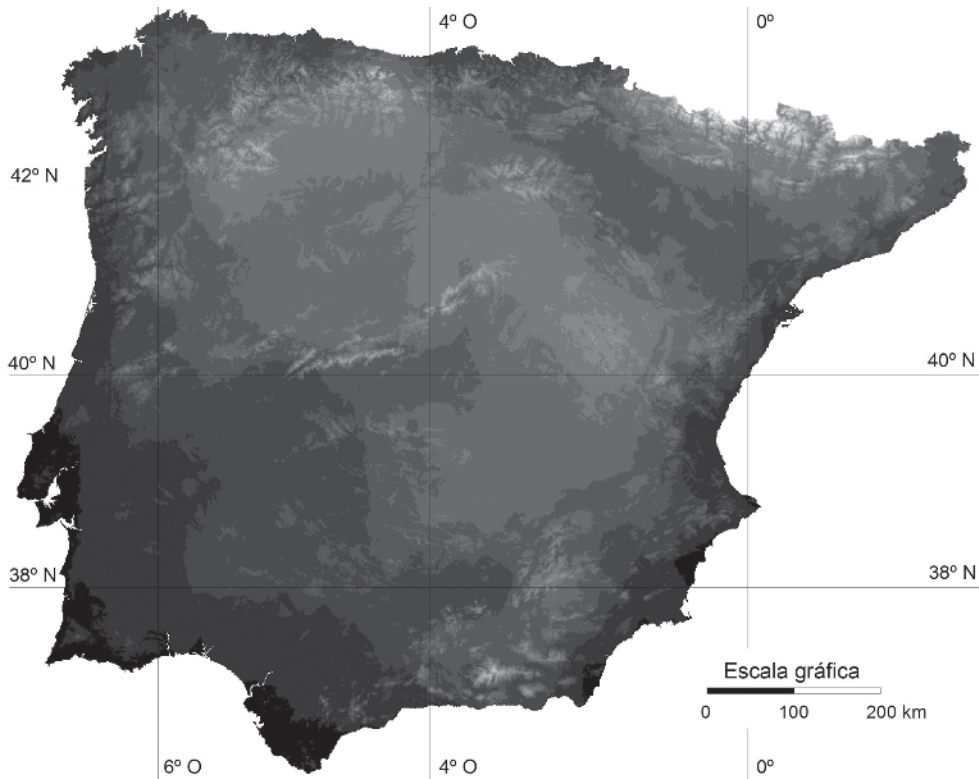 4º O
0º
42º N
40º N
40º N
38º N
38º N
Escala gráfica
0 100 200 km
6º O
4º O
0º